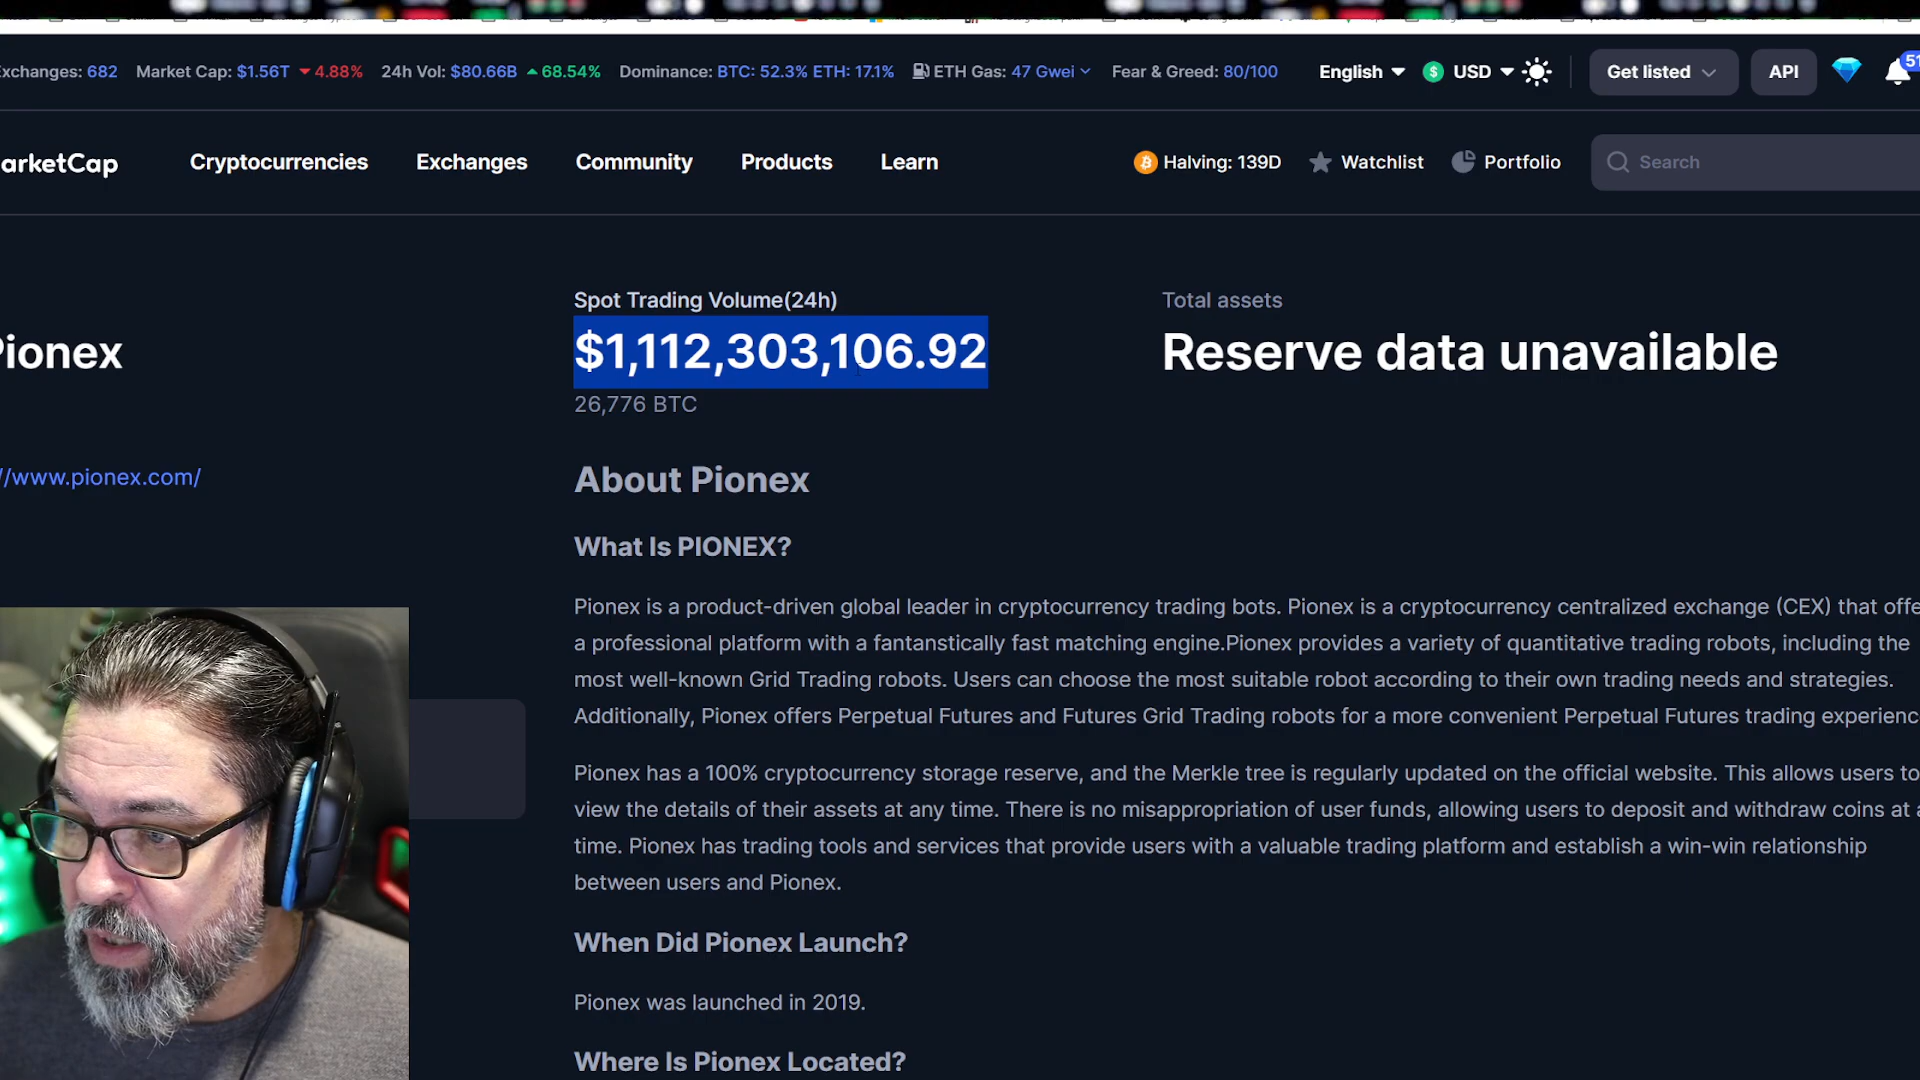 xchanges: 682 Market Cap: $1.56T 4.88% 24h Vol: $80.66B 68.54% Dominance: BTC: 52.3% ETH: 17.1% ETH Gas: 47 Gwei Fear & Greed: 80/100 English USD Get listed API 51
arketCap Cryptocurrencies Exchanges Community Products Learn Halving: 139D Watchlist Portfolio Search
Spot Trading Volume(24h) Total assets
Pionex $1,112,303,106.92 Reserve data unavailable
26,776 BTC
//www.pionex.com/
About Pionex
What Is PIONEX?
Pionex is a product-driven global leader in cryptocurrency trading bots. Pionex is a cryptocurrency centralized exchange (CEX) that offe
a professional platform with a fantanstically fast matching engine.Pionex provides a variety of quantitative trading robots, including the
most well-known Grid Trading robots. Users can choose the most suitable robot according to their own trading needs and strategies.
Additionally, Pionex offers Perpetual Futures and Futures Grid Trading robots for a more convenient Perpetual Futures trading experienc
Pionex has a 100% cryptocurrency storage reserve, and the Merkle tree is regularly updated on the official website. This allows users to
view the details of their assets at any time. There is no misappropriation of user funds, allowing users to deposit and withdraw coins at a
time. Pionex has trading tools and services that provide users with a valuable trading platform and establish a win-win relationship
between users and Pionex.
When Did Pionex Launch?
Pionex was launched in 2019.
Where Is Pionex Located?